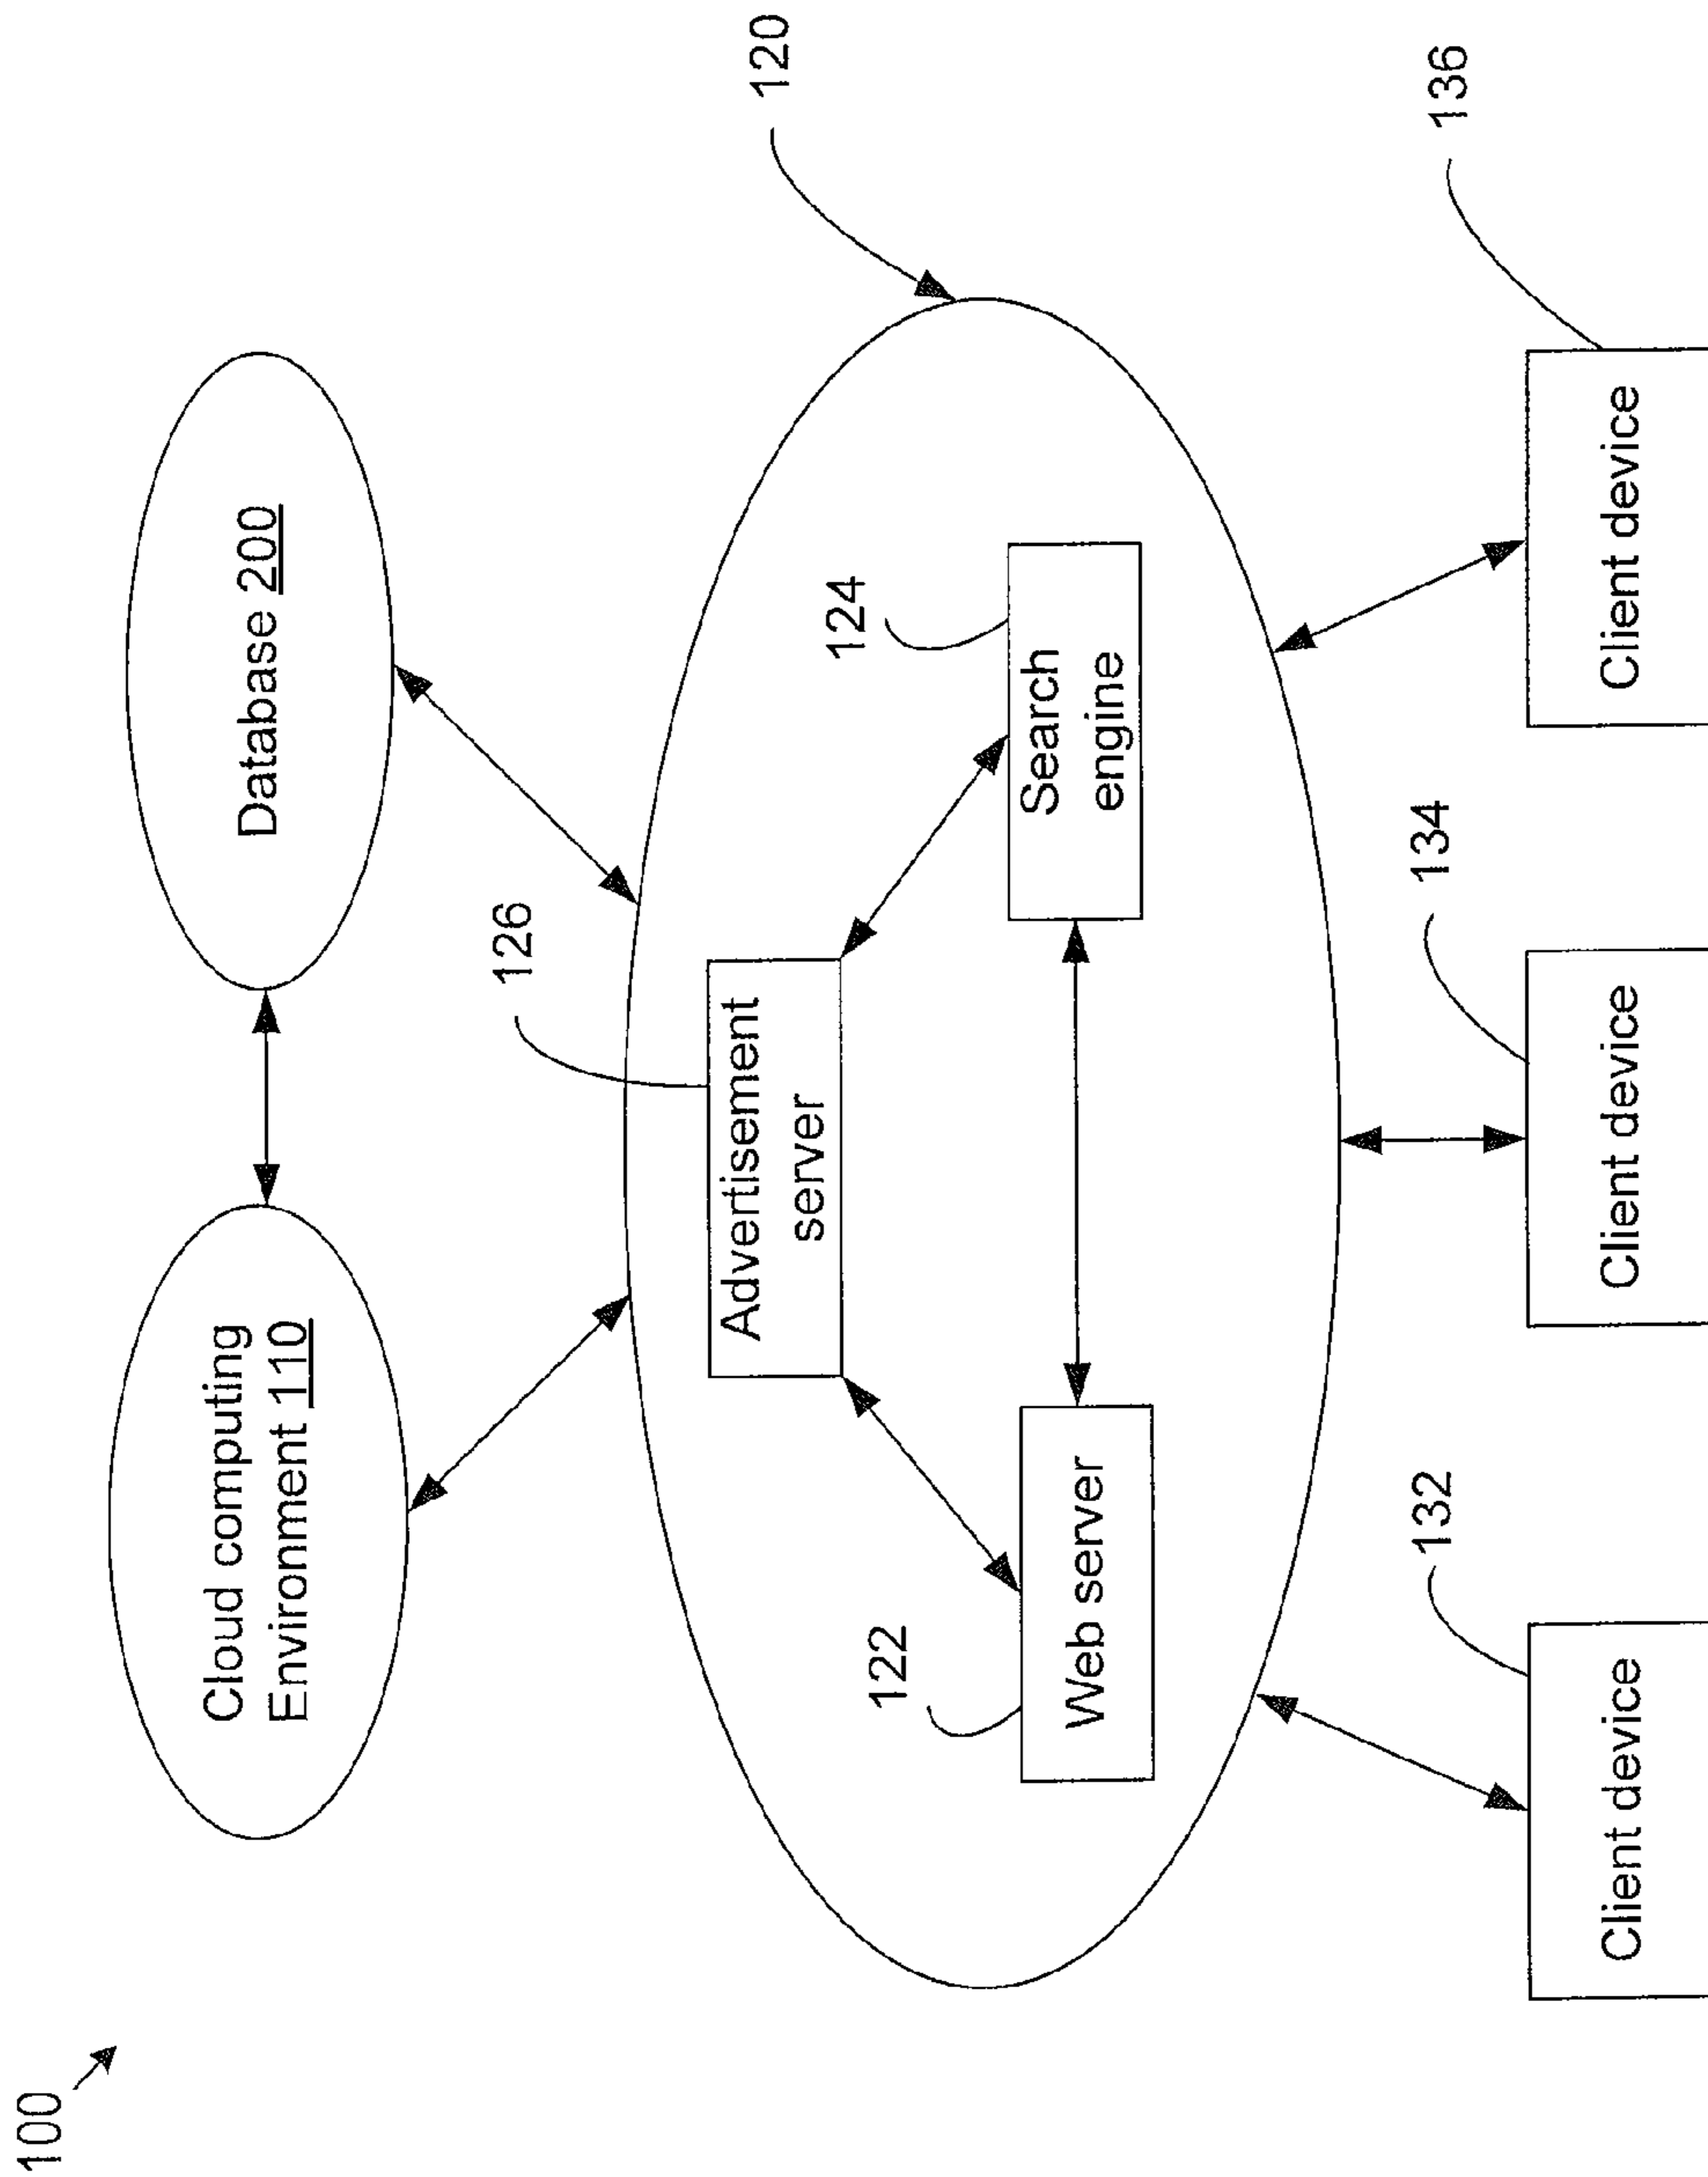 100
Cloud computing
Environment 110
Database 200
126
120
Advertisement
server
122
124
Web server
Search
engine
132
134
136
Client device
Client device
Client device